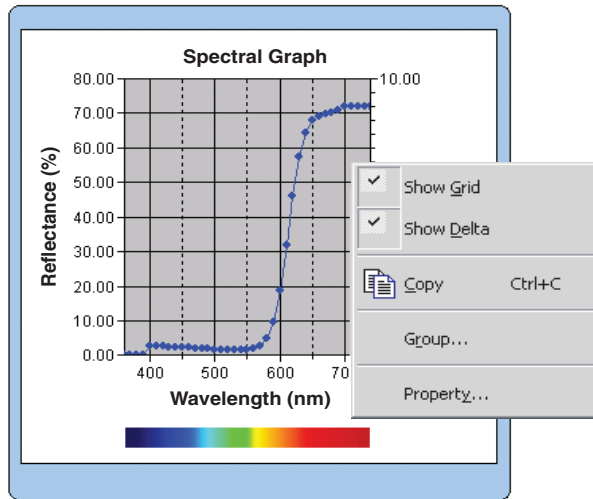 Spectral Graph
80.00
10.00
70.00
60.00
50.00
40.00
30.00
20.00
10.00
0.00
Reflectance (%)
400
500
600
70
Wavelength (nm)
Show Grid
Show Delta
Copy Ctrl+C
Group...
Property...